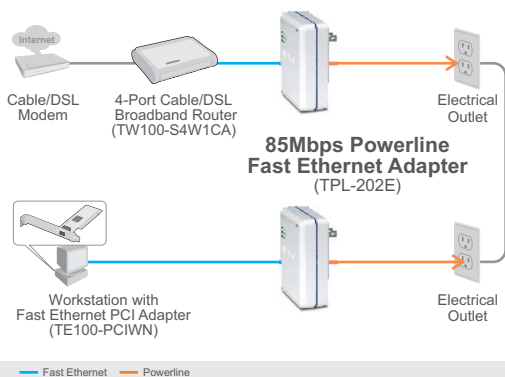 Internet
Cable/DSL
Modem
4-Port Cable/DSL
Broadband Router
(TW100-S4W1CA)
Electrical
Outlet
85Mbps Powerline
Fast Ethernet Adapter
(TPL-202E)
Workstation with
Fast Ethernet PCI Adapter
(TE100-PCIWN)
Electrical
Outlet
Fast Ethernet
Powerline